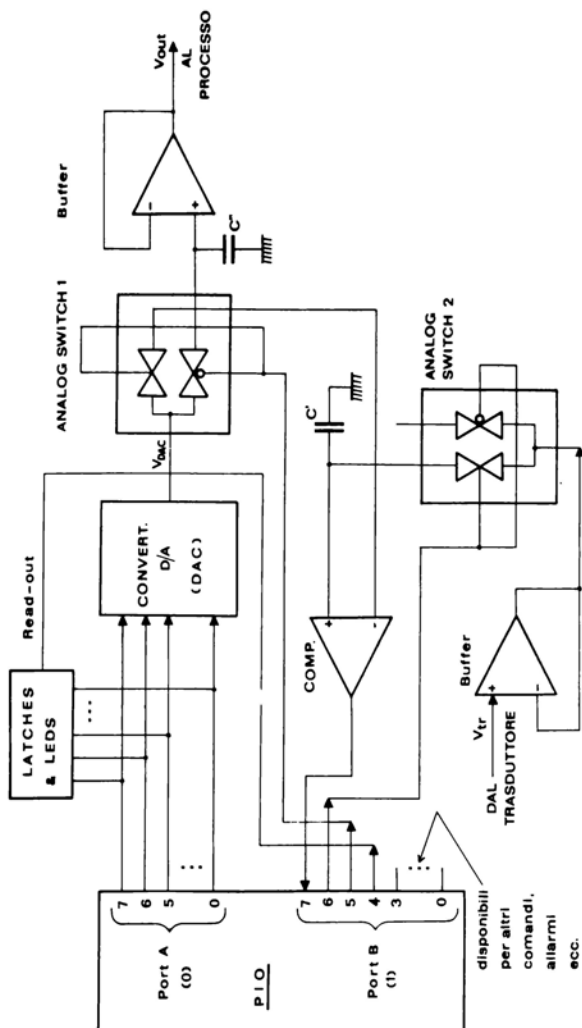 LATCHES
& LEDS
Read-out
CONVERT.
D/A
(DAC)
V_DAC
ANALOG SWITCH 1
Buffer
-
+
Vout
AL
PROCESSO
C"
PIO
Port A
(0)
7
6
5
0
Port B
(1)
7
6
5
4
3
0
COMP.
+
-
C'
ANALOG
SWITCH 2
Buffer
+
-
Vtr
DAL
TRASDUTTORE
disponibili
per altri
comandi,
allarmi
ecc.